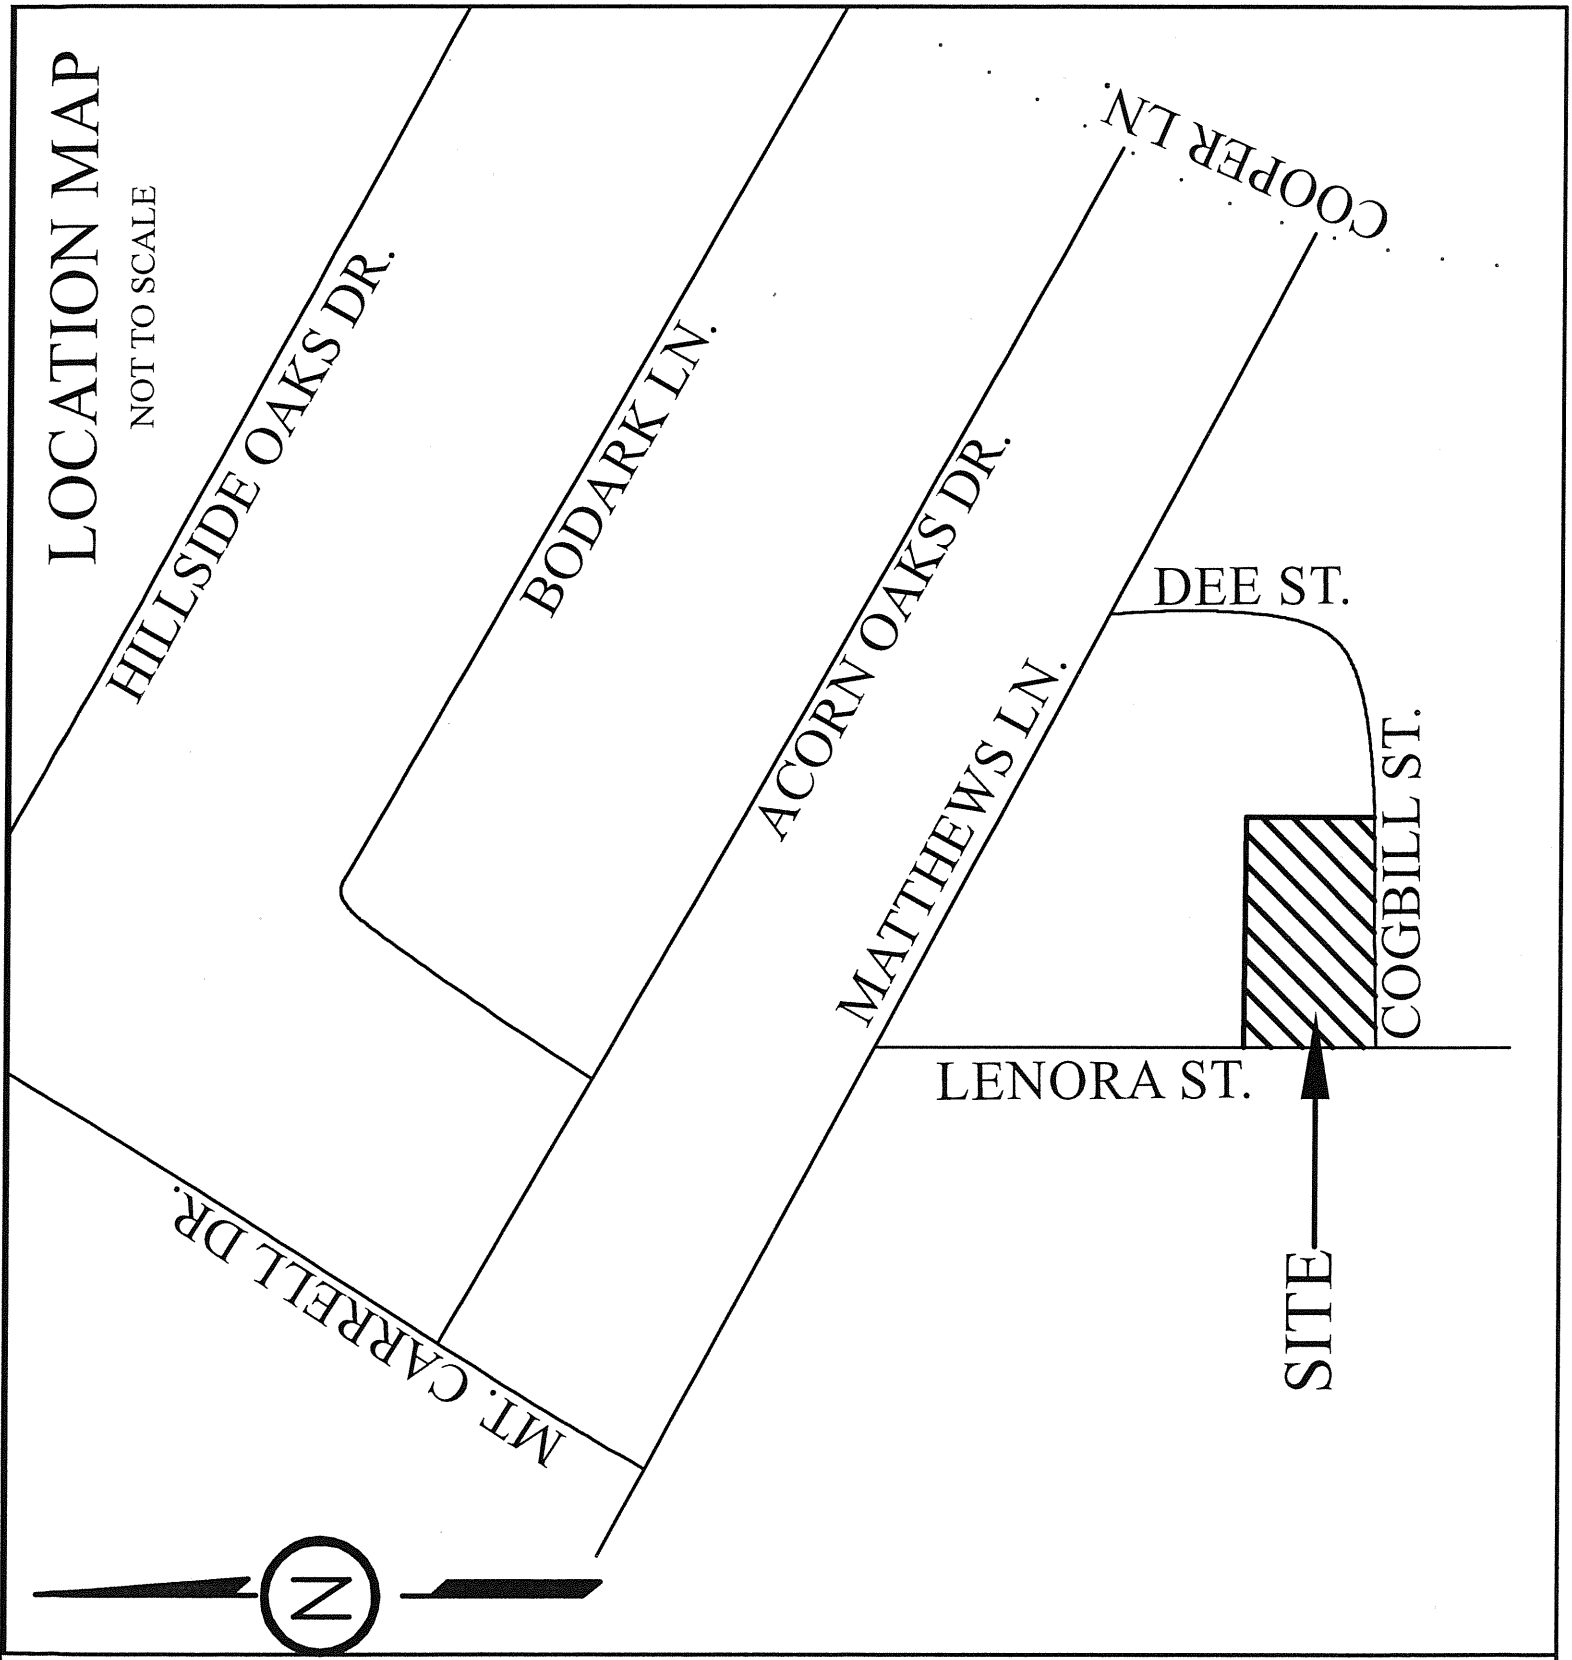 LOCATION MAP
NOT TO SCALE
HILLSIDE OAKS DR.
BODARK LN.
ACORN OAKS DR.
MATTHEWS LN.
COOPER LN
DEE ST.
COGBILL ST.
LENORA ST.
MT. CARRELL DR.
SITE
N